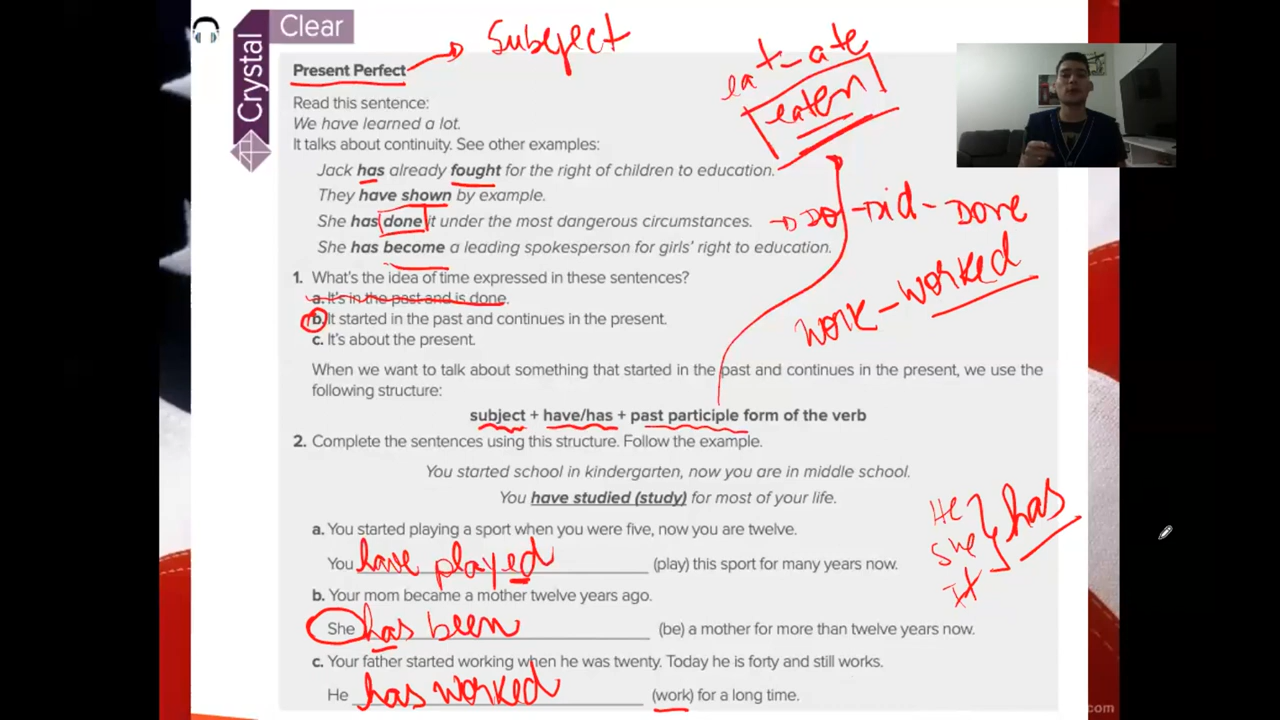 Crystal
Clear
Present Perfect
Subeject
eat - ate
eaten
Read this sentence:
We have learned a lot.
It talks about continuity. See other examples:
Jack has already fought for the right of children to education.
They have shown by example.
She has done it under the most dangerous circumstances.
She has become a leading spokesperson for girls' right to education.
DO - Did - Done
work - worked
1. What's the idea of time expressed in these sentences?
a. It's in the past and is done.
b. It started in the past and continues in the present.
c. It's about the present.
When we want to talk about something that started in the past and continues in the present, we use the
following structure:
subject + have/has + past participle form of the verb
2. Complete the sentences using this structure. Follow the example.
You started school in kindergarten, now you are in middle school.
You have studied (study) for most of your life.
a. You started playing a sport when you were five, now you are twelve.
You have played (play) this sport for many years now.
b. Your mom became a mother twelve years ago.
She has been (be) a mother for more than twelve years now.
c. Your father started working when he was twenty. Today he is forty and still works.
He has worked (work) for a long time.
He
She
It
has
com